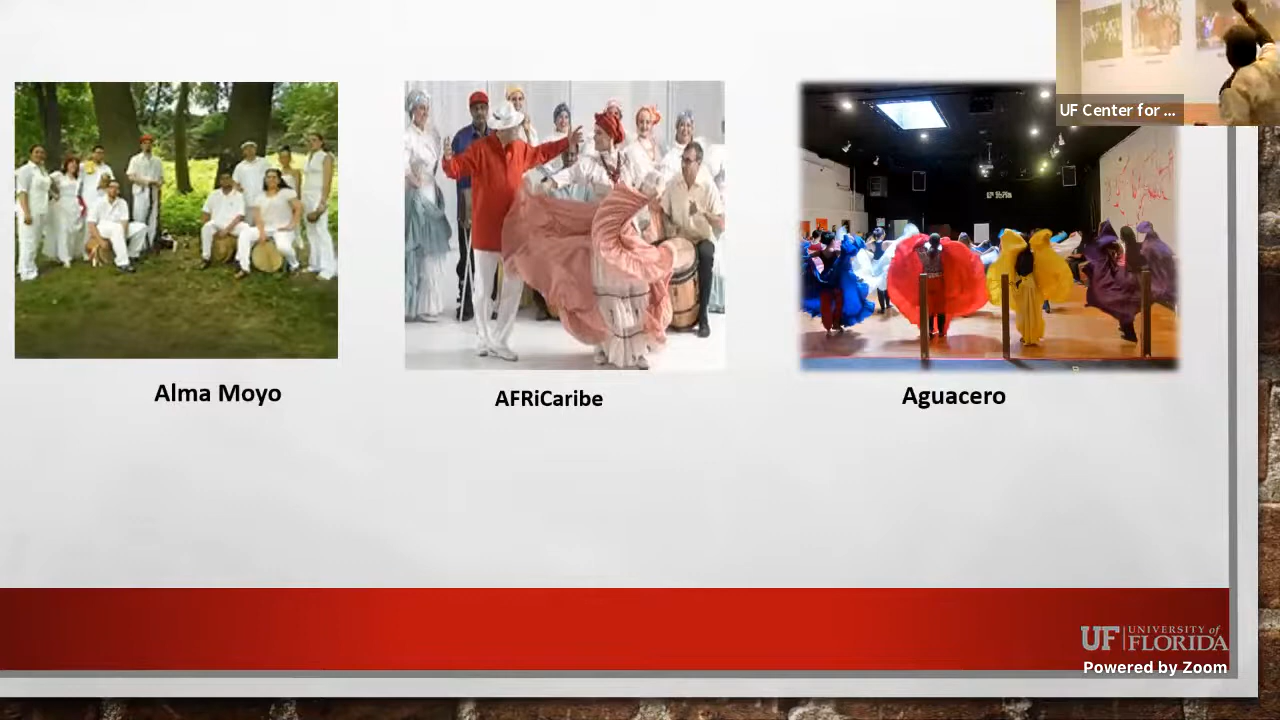 UF Center for ...
Alma Moyo
AFRiCaribe
Aguacero
UF UNIVERSITY of
FLORIDA
Powered by Zoom